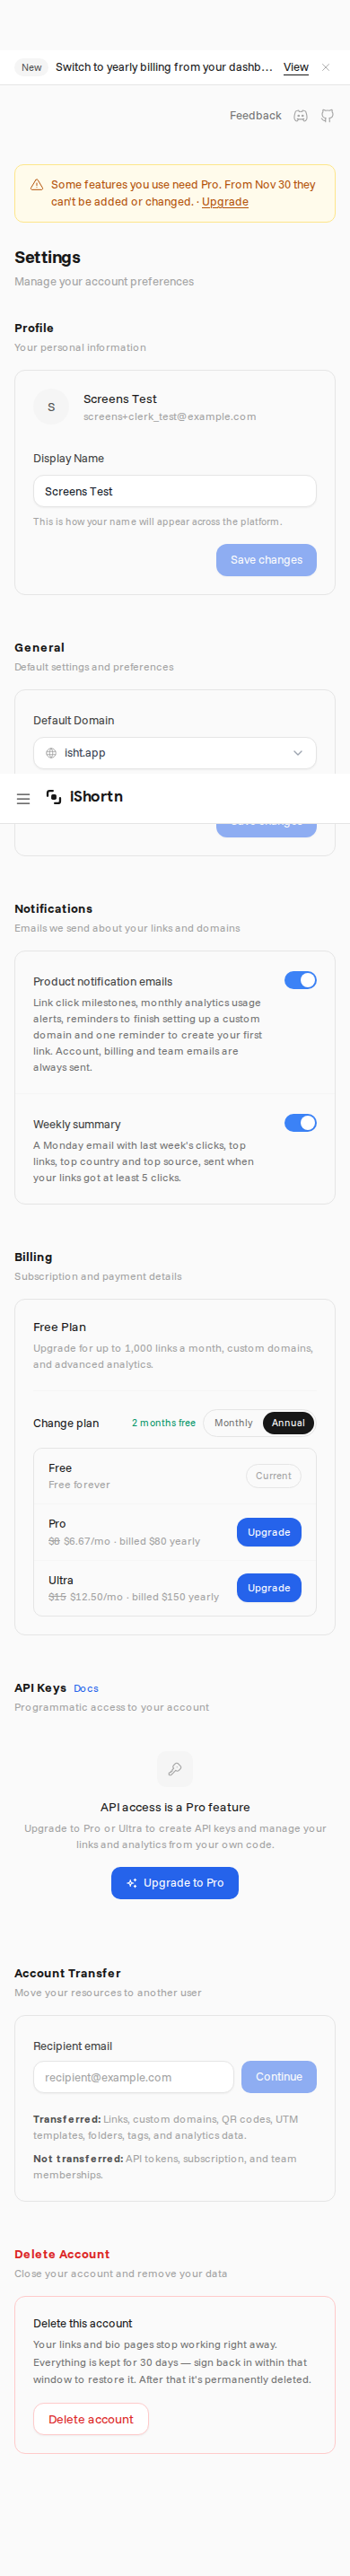 New Switch to yearly billing from your dashb... View
Feedback
Some features you use need Pro. From Nov 30 they
can't be added or changed. · Upgrade
Settings
Manage your account preferences
Profile
Your personal information
S
Screens Test
screens+clerk_test@example.com
Display Name
Screens Test
This is how your name will appear across the platform.
Save changes
General
Default settings and preferences
Default Domain
isht.app
iShortn
Notifications
Emails we send about your links and domains
Product notification emails
Link click milestones, monthly analytics usage
alerts, reminders to finish setting up a custom
domain and one reminder to create your first
link. Account, billing and team emails are
always sent.
Weekly summary
A Monday email with last week's clicks, top
links, top country and top source, sent when
your links got at least 5 clicks.
Billing
Subscription and payment details
Free Plan
Upgrade for up to 1,000 links a month, custom domains,
and advanced analytics.
Change plan 2 months free Monthly Annual
Free
Free forever
Current
Pro
$8 $6.67/mo · billed $80 yearly
Upgrade
Ultra
$15 $12.50/mo · billed $150 yearly
Upgrade
API Keys Docs
Programmatic access to your account
API access is a Pro feature
Upgrade to Pro or Ultra to create API keys and manage your
links and analytics from your own code.
Upgrade to Pro
Account Transfer
Move your resources to another user
Recipient email
recipient@example.com
Continue
Transferred: Links, custom domains, QR codes, UTM
templates, folders, tags, and analytics data.
Not transferred: API tokens, subscription, and team
memberships.
Delete Account
Close your account and remove your data
Delete this account
Your links and bio pages stop working right away.
Everything is kept for 30 days — sign back in within that
window to restore it. After that it's permanently deleted.
Delete account